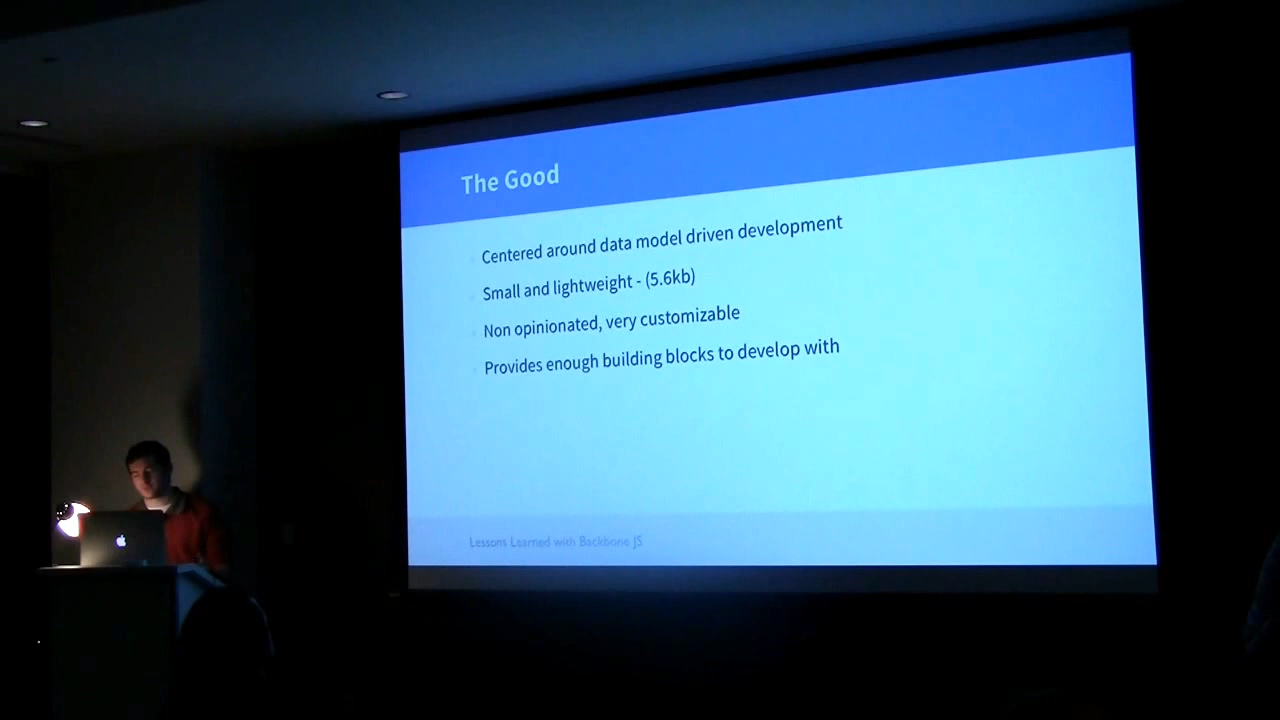 The Good
Centered around data model driven development
Small and lightweight - (5.6kb)
Non opinionated, very customizable
Provides enough building blocks to develop with
Lessons Learned with Backbone JS